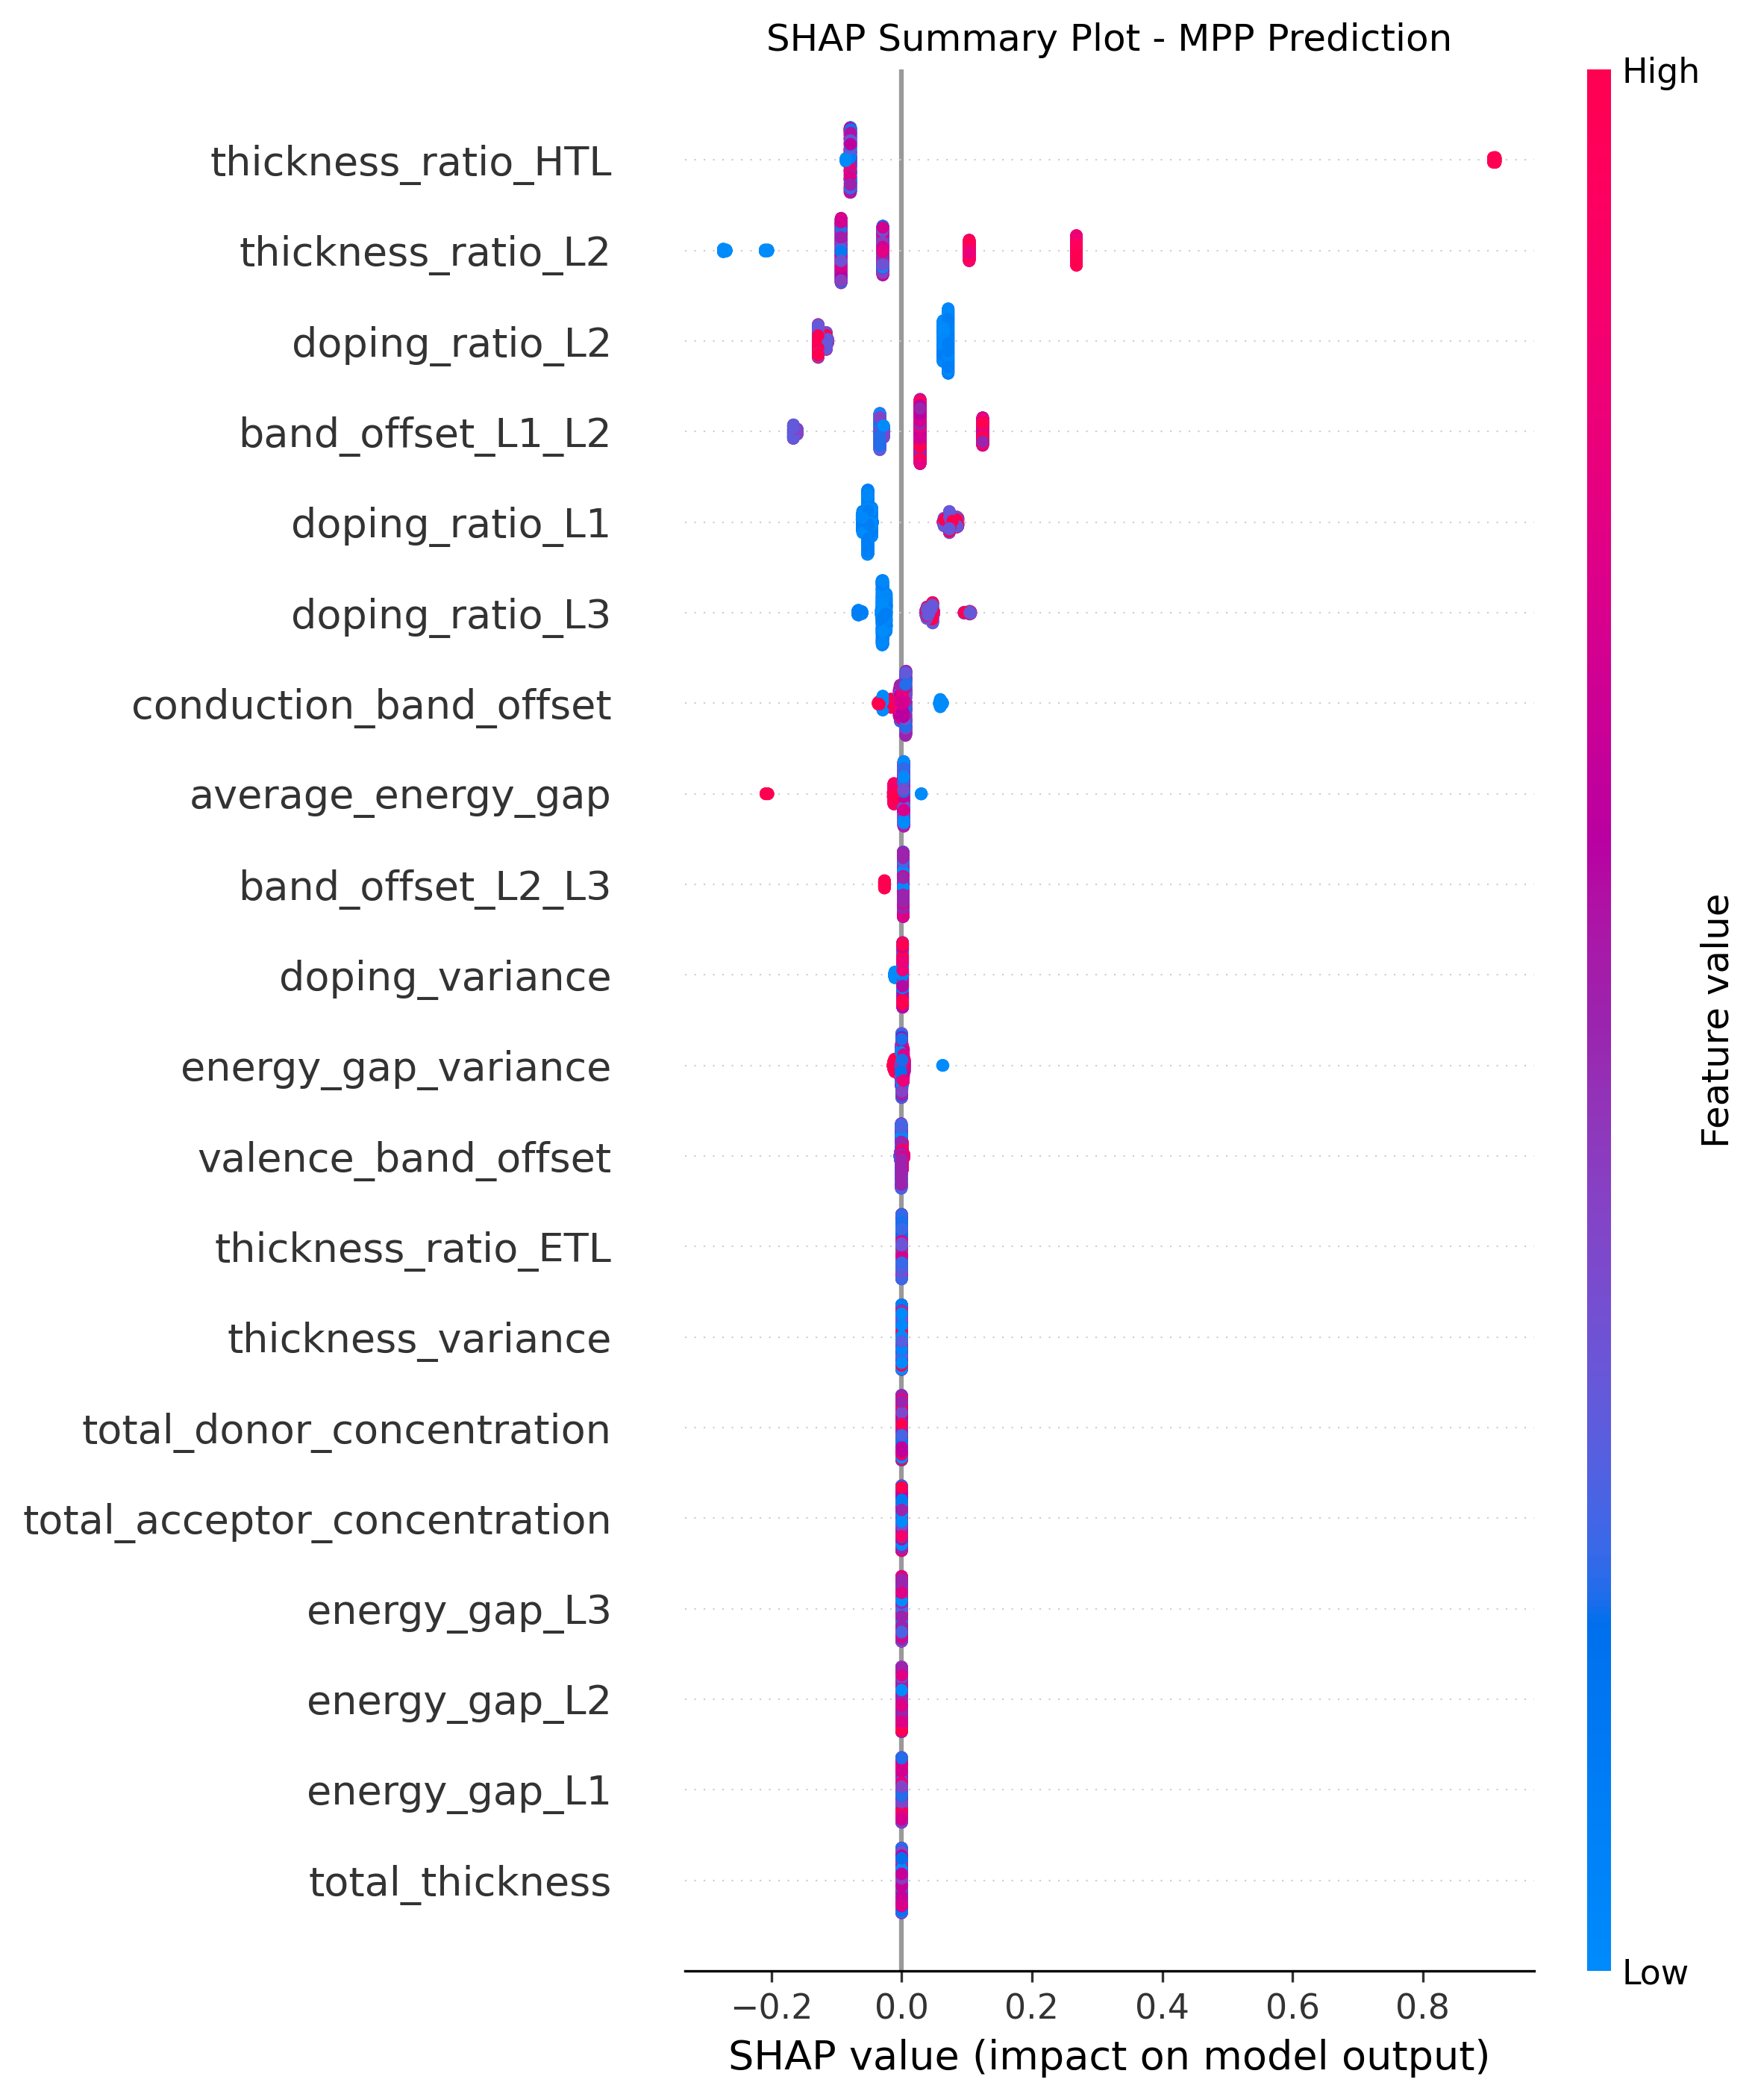 SHAP Summary Plot - MPP Prediction
High
thickness_ratio_HTL
thickness_ratio_L2
doping_ratio_L2
band_offset_L1_L2
doping_ratio_L1
doping_ratio_L3
conduction_band_offset
average_energy_gap
band_offset_L2_L3
doping_variance
energy_gap_variance
valence_band_offset
thickness_ratio_ETL
thickness_variance
total_donor_concentration
total_acceptor_concentration
energy_gap_L3
energy_gap_L2
energy_gap_L1
total_thickness
Feature value
Low
−0.2 0.0 0.2 0.4 0.6 0.8
SHAP value (impact on model output)